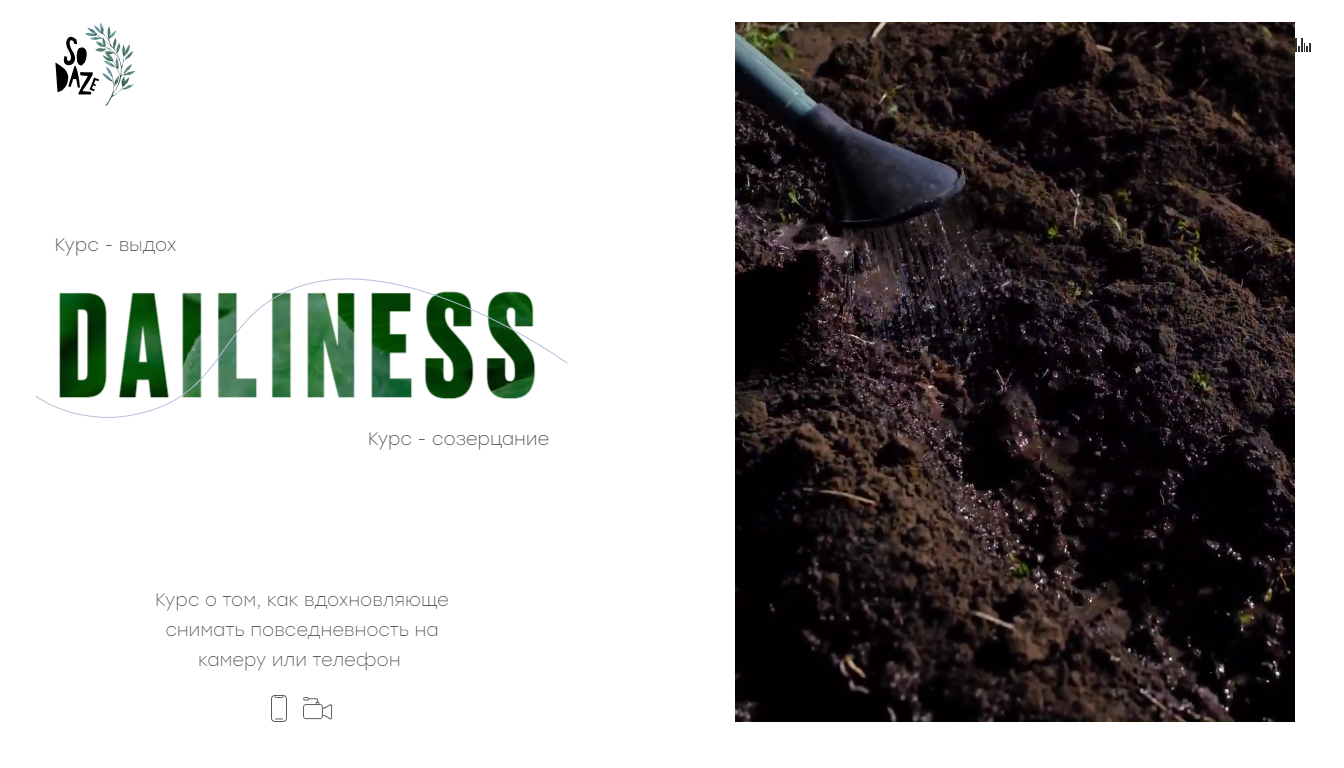 SO
DAZE
Курс - выдох
DAILINESS
Курс - созерцание
Курс о том, как вдохновляюще
снимать повседневность на
камеру или телефон